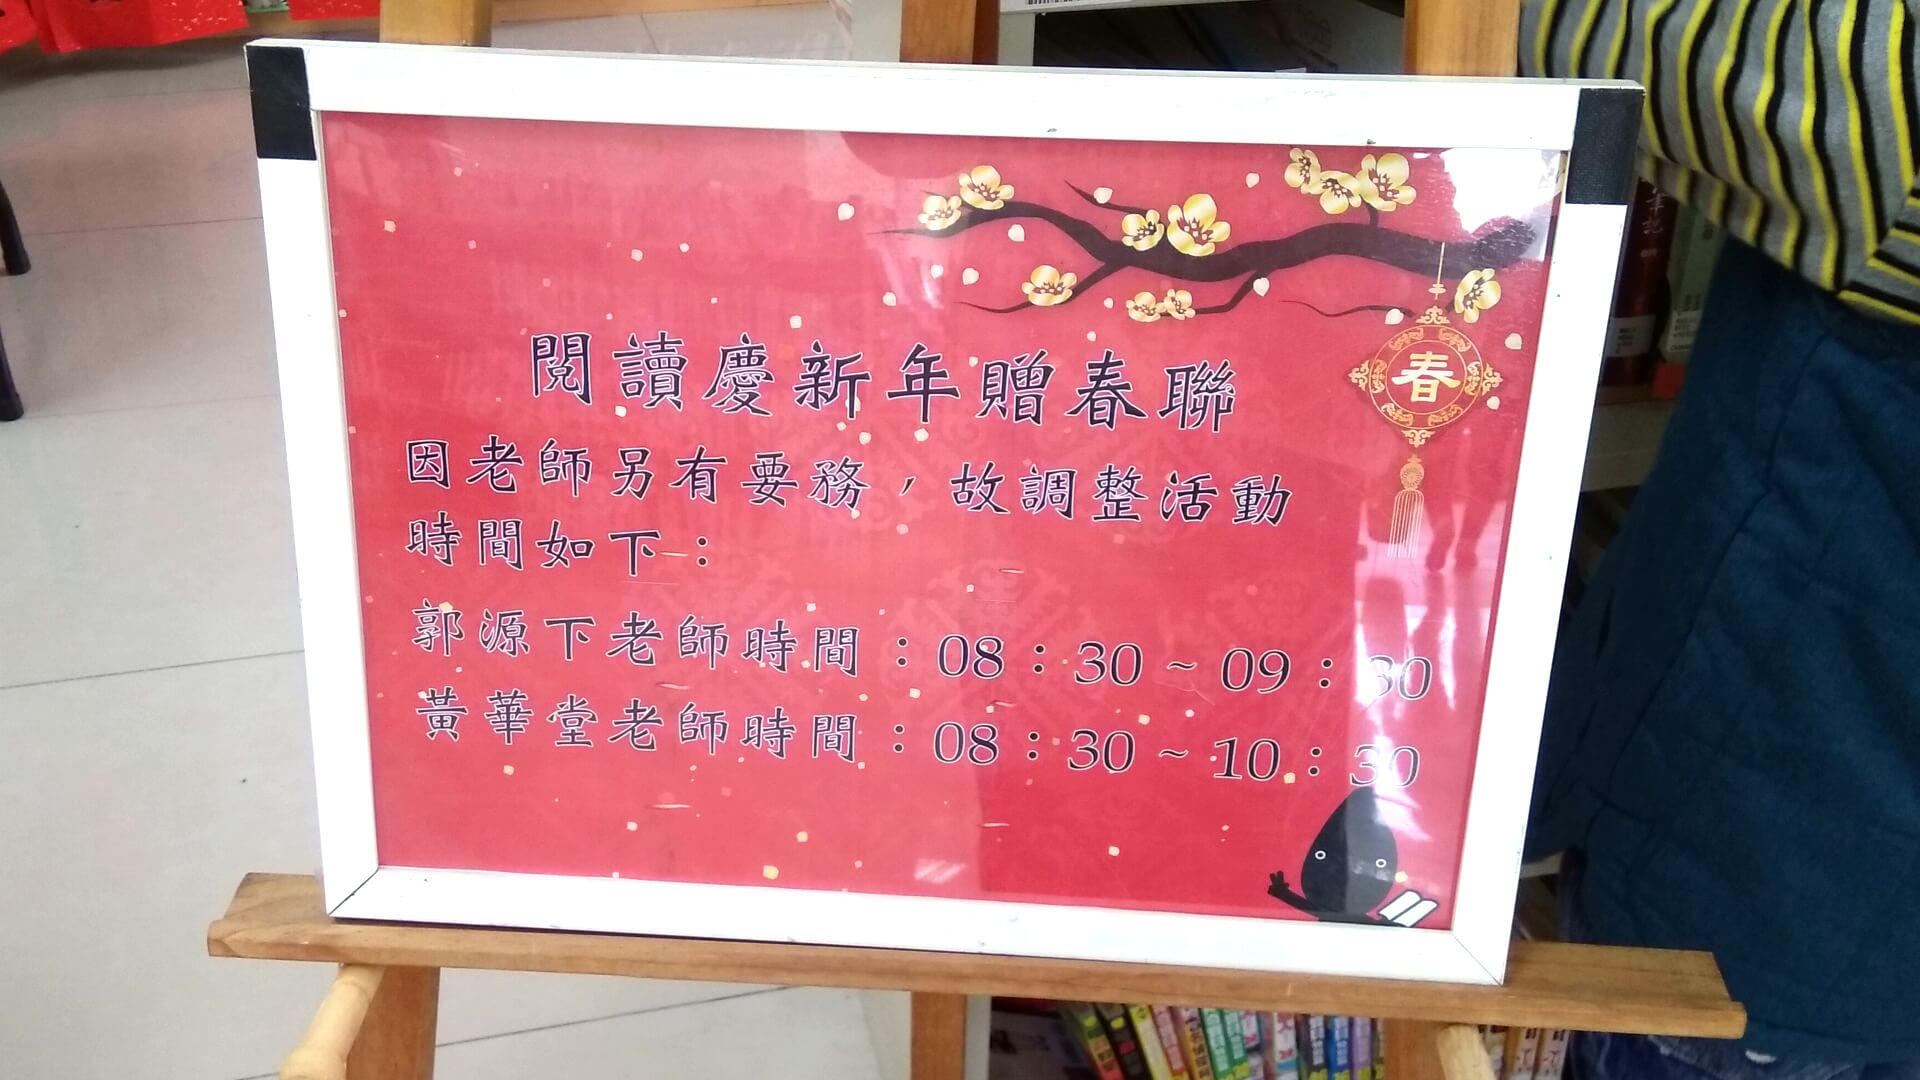 閱讀慶新年贈春聯
春
因老師另有要務，故調整活動
時間如下：
郭源下老師時間：08：30～09：30
黃華堂老師時間：08：30～10：30